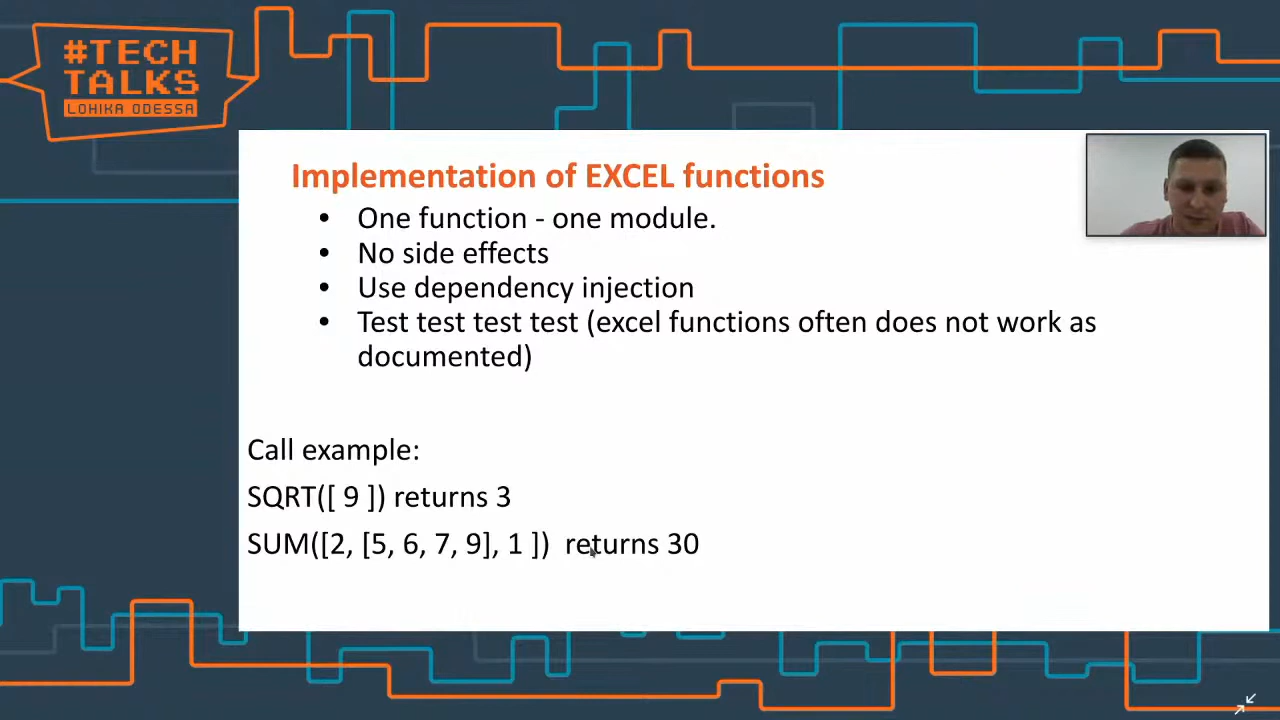 #TECH
TALKS
LOHIKA ODESSA
Implementation of EXCEL functions
• One function - one module.
• No side effects
• Use dependency injection
• Test test test test (excel functions often does not work as
documented)
Call example:
SQRT([ 9 ]) returns 3
SUM([2, [5, 6, 7, 9], 1 ])  returns 30